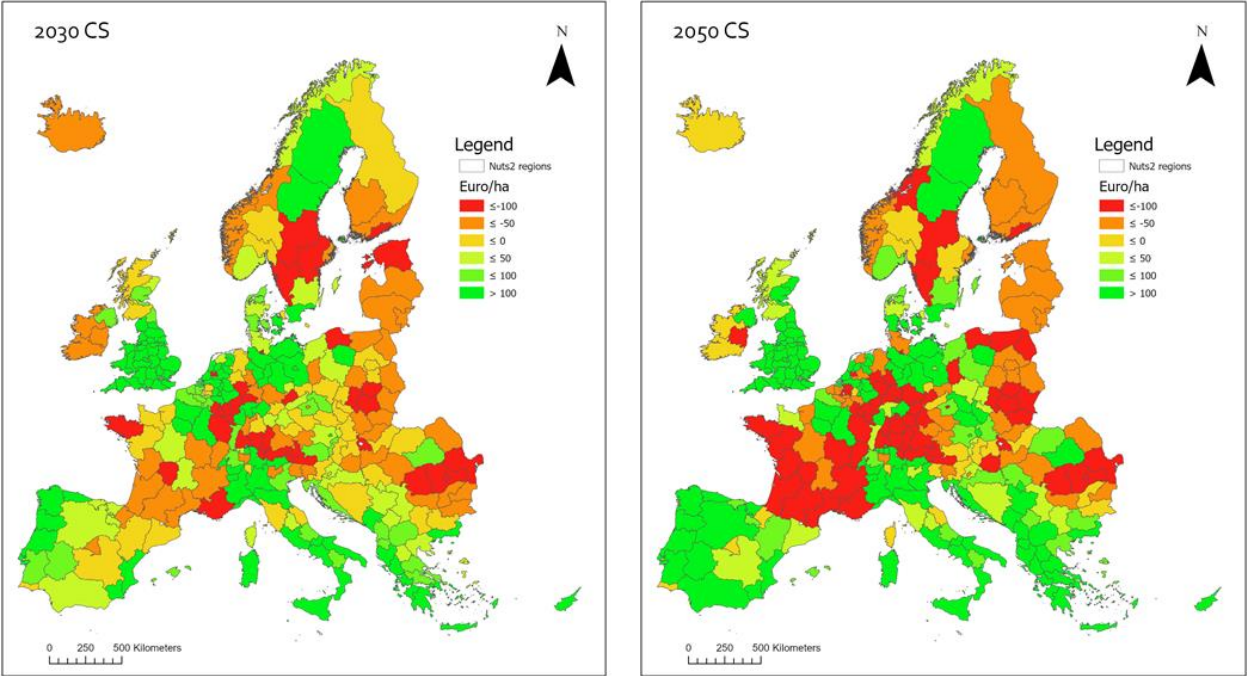 2030 CS
N
Legend
Nuts2 regions
Euro/ha
≤-100
≤ -50
≤ 0
≤ 50
≤ 100
> 100
0 250 500 Kilometers
2050 CS
N
Legend
Nuts2 regions
Euro/ha
≤-100
≤ -50
≤ 0
≤ 50
≤ 100
> 100
0 250 500 Kilometers